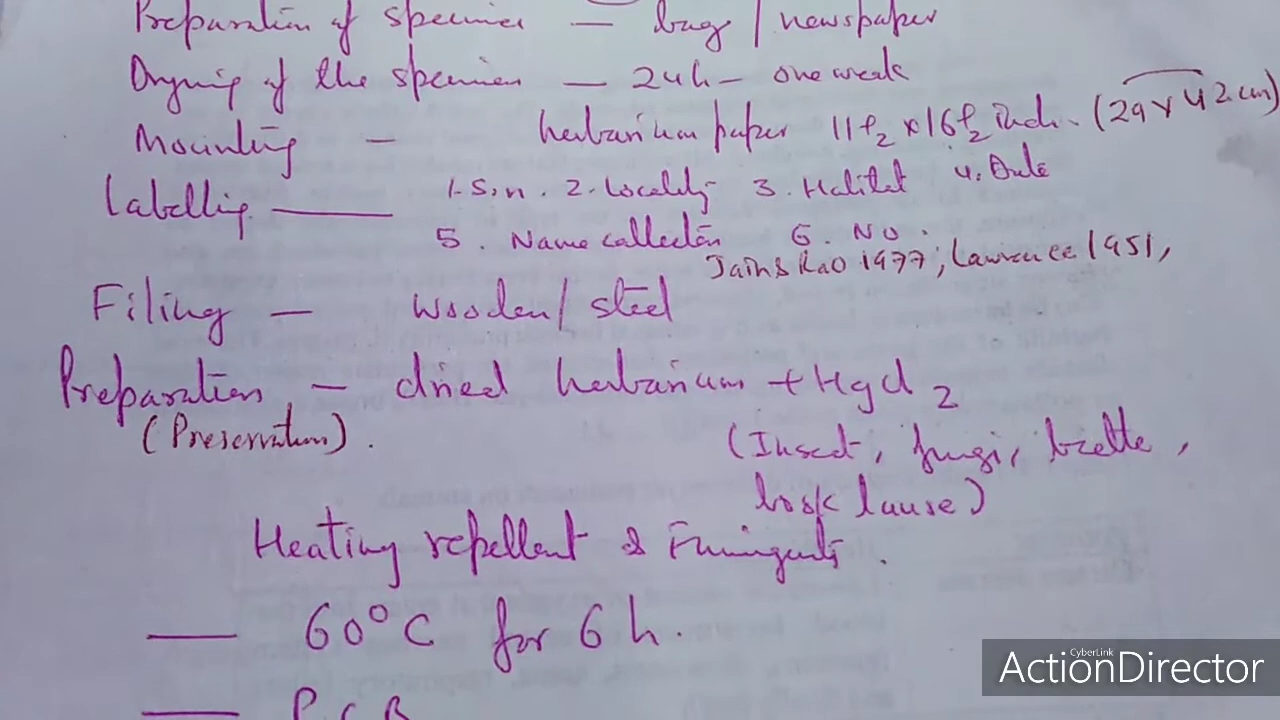 Preparation of specimen — bags / newspaper
Drying of the specimen — 24h – one weak
Mounting — herbarium paper 11½ x 16½ inch. (29 x 42 cm)
Labelling — 1. S.n. 2. Locality 3. Habitat 4. Date
5. Name collector 6. No.
Jain & Rao 1977; Lawrence 1951,
Filing — Wooden / steel
Preparation — dried herbarium + HgCl2
(Preservation).
(Insect, fungi, beetle,
book lause)
Heating repellent & Fumigants.
— 60°C for 6 h.
—
CyberLink
ActionDirector